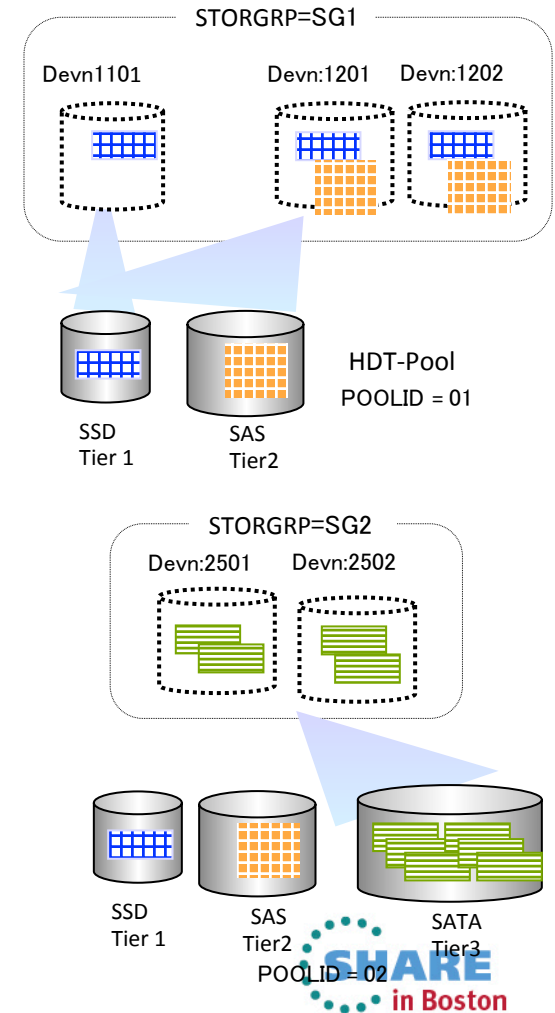 STORGRP=SG1
Devn1101
Devn:1201
Devn:1202
HDT-Pool
POOLID = 01
SSD
Tier 1
SAS
Tier2
STORGRP=SG2
Devn:2501
Devn:2502
SSD
Tier 1
SAS
Tier2
SATA
Tier3
POOLID = 02
SHARE
in Boston